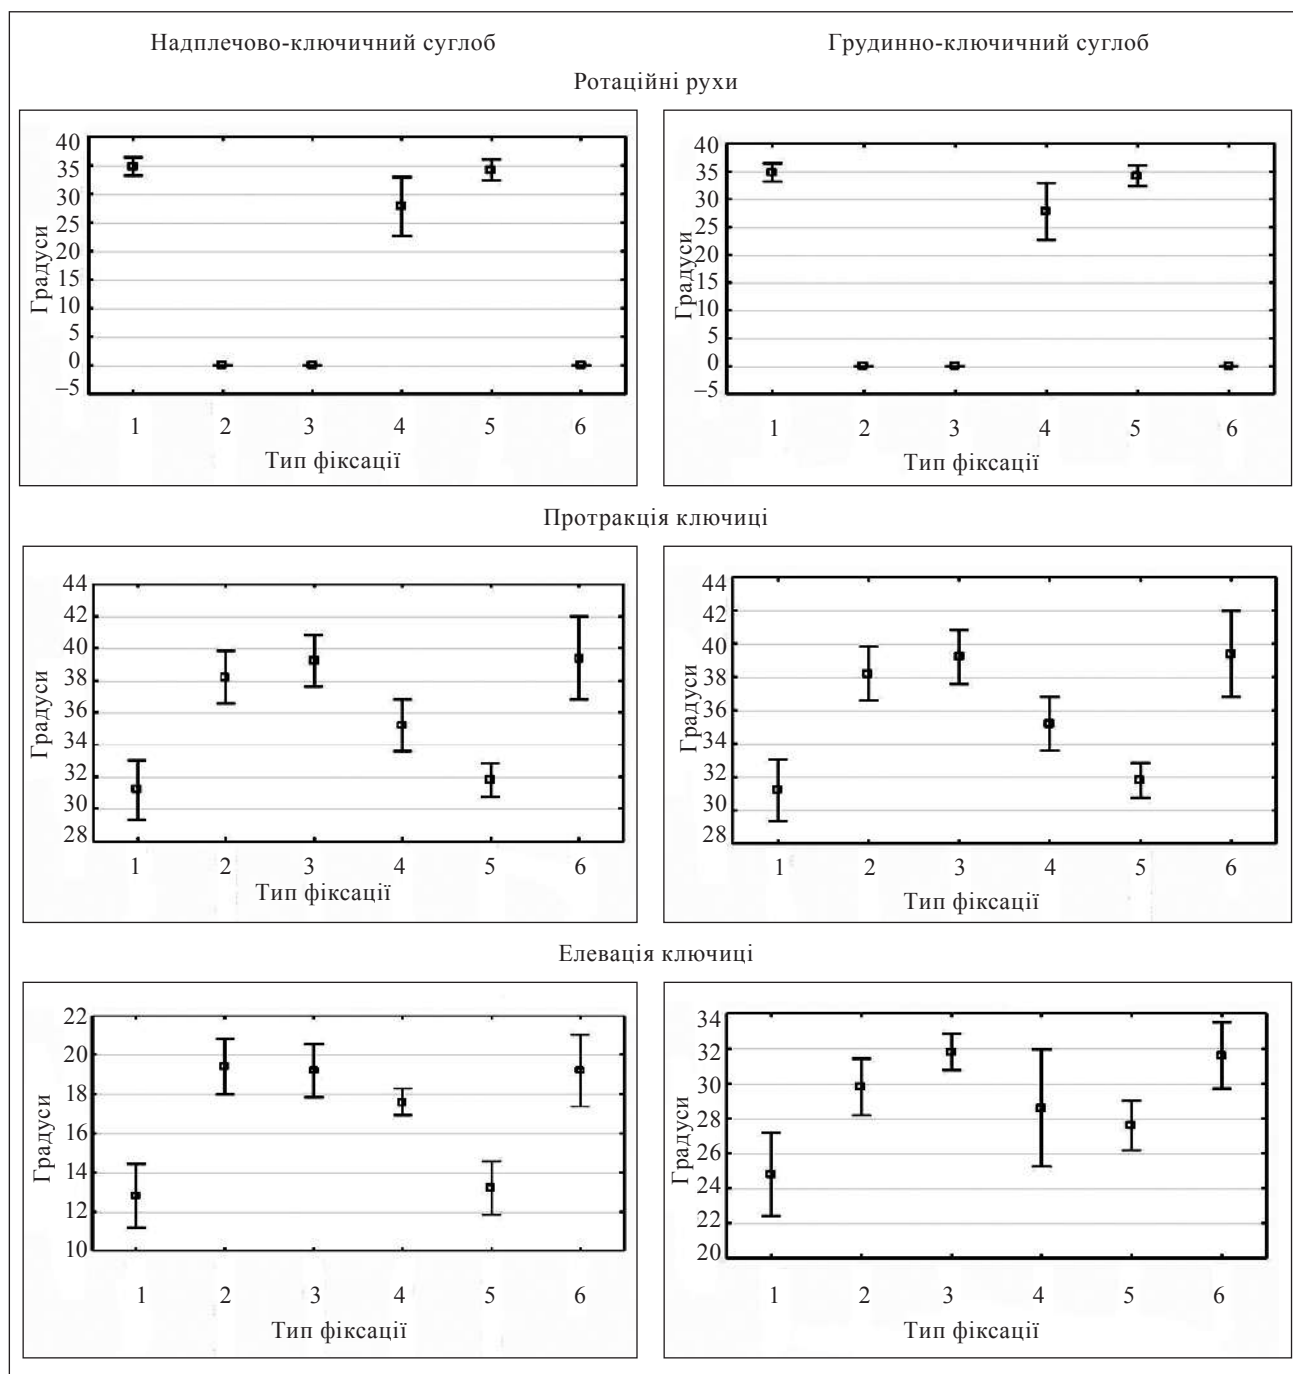 Надплечово-ключичний суглоб
Грудинно-ключичний суглоб
Ротаційні рухи
Градуси
40
35
30
25
20
15
10
5
0
–5
1 2 3 4 5 6
Тип фіксації
Градуси
40
35
30
25
20
15
10
5
0
–5
1 2 3 4 5 6
Тип фіксації
Протракція ключиці
Градуси
44
42
40
38
36
34
32
30
28
1 2 3 4 5 6
Тип фіксації
Градуси
44
42
40
38
36
34
32
30
28
1 2 3 4 5 6
Тип фіксації
Елевація ключиці
Градуси
22
20
18
16
14
12
10
1 2 3 4 5 6
Тип фіксації
Градуси
34
32
30
28
26
24
22
20
1 2 3 4 5 6
Тип фіксації